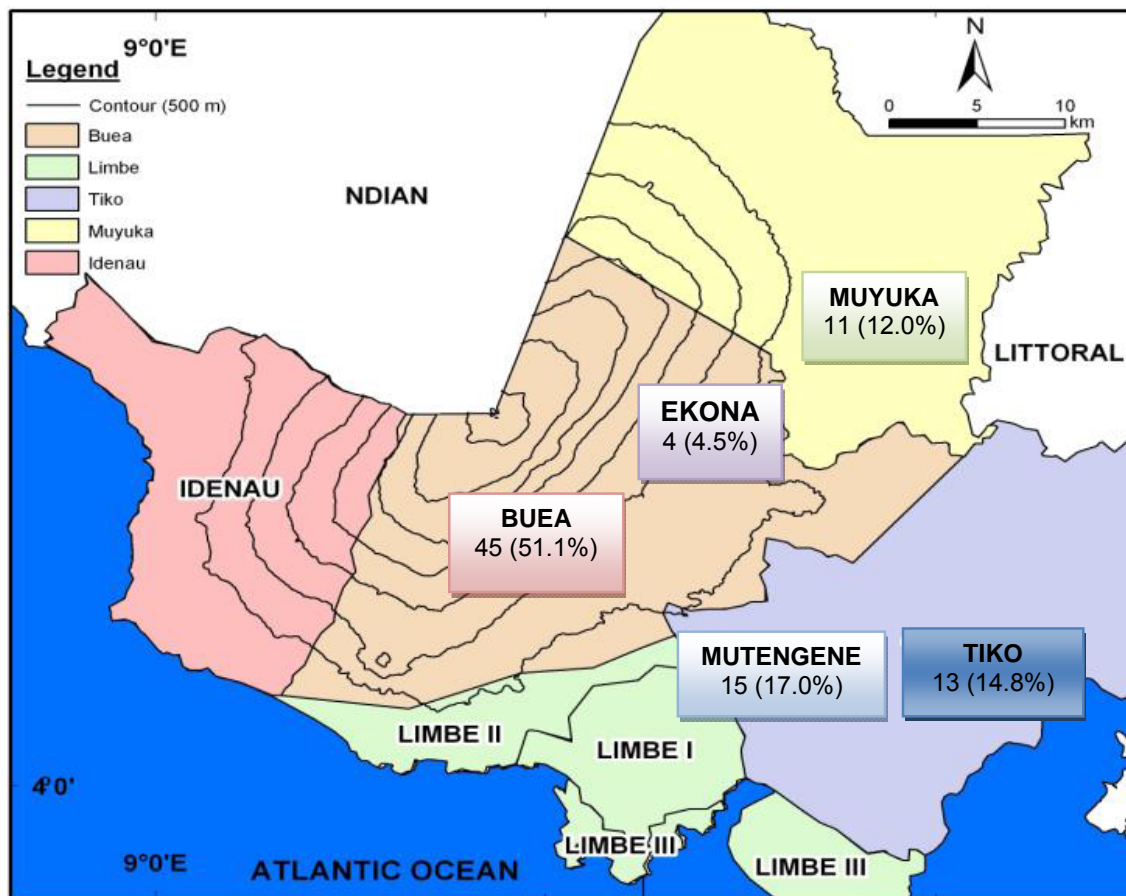 9°0'E
N
Legend
Contour (500 m)
Buea
Limbe
Tiko
Muyuka
Idenau
0 5 10
km
NDIAN
MUYUKA
11 (12.0%)
LITTORAL
EKONA
4 (4.5%)
IDENAU
BUEA
45 (51.1%)
MUTENGENE
15 (17.0%)
TIKO
13 (14.8%)
LIMBE II
LIMBE I
4°0'
LIMBE III
LIMBE III
9°0'E
ATLANTIC OCEAN